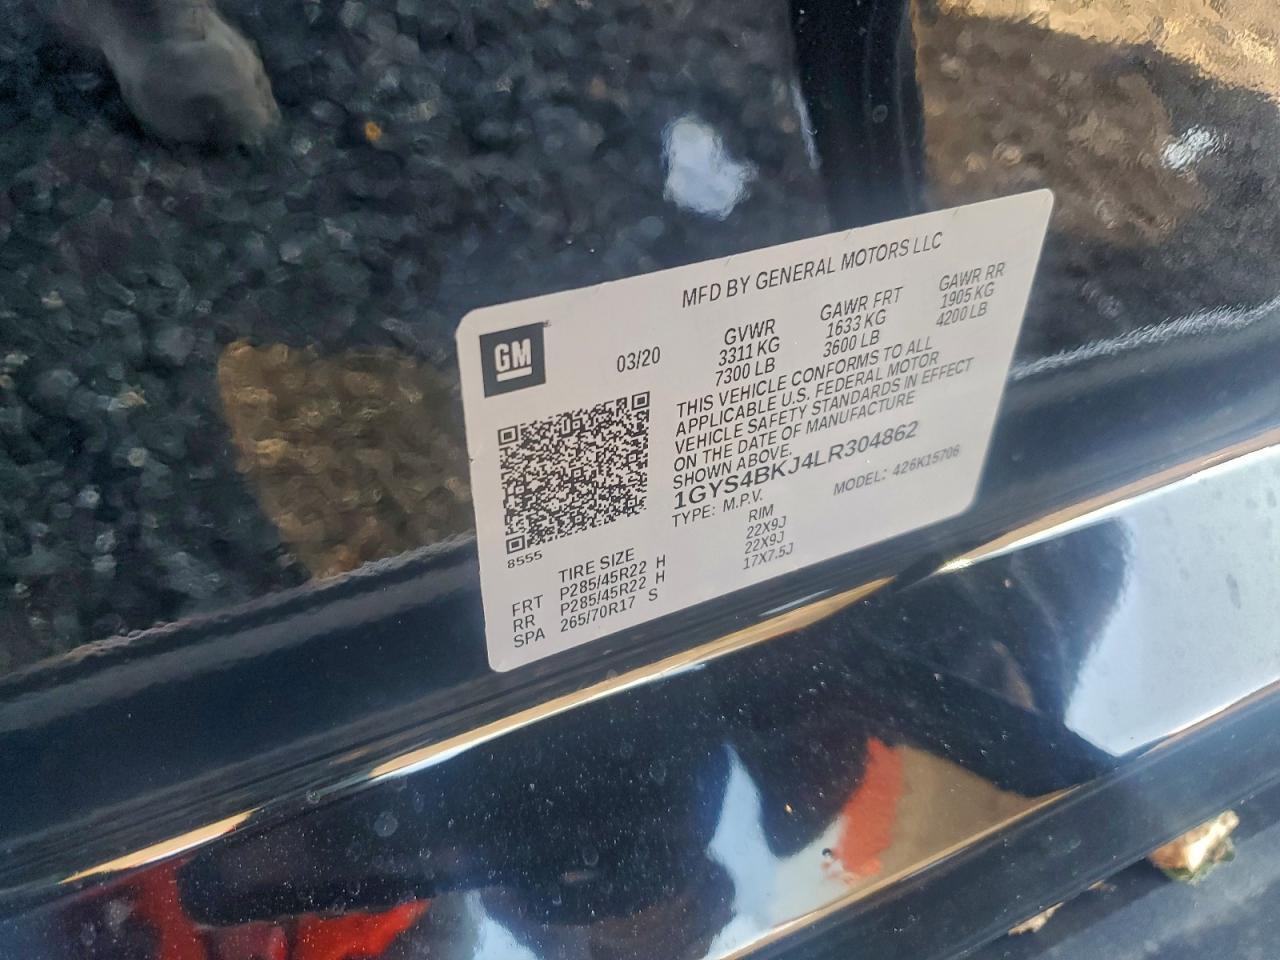 MFD BY GENERAL MOTORS LLC
GM
03/20
GVWR GAWR FRT GAWR RR
3311 KG 1633 KG 1905 KG
7300 LB 3600 LB 4200 LB
THIS VEHICLE CONFORMS TO ALL
APPLICABLE U.S. FEDERAL MOTOR
VEHICLE SAFETY STANDARDS IN EFFECT
ON THE DATE OF MANUFACTURE
SHOWN ABOVE.
1GYS4BKJ4LR304862
TYPE: M.P.V. MODEL: 426K15706
8555
TIRE SIZE RIM
FRT P285/45R22 H 22X9J
RR P285/45R22 H 22X9J
SPA 265/70R17 S 17X7.5J